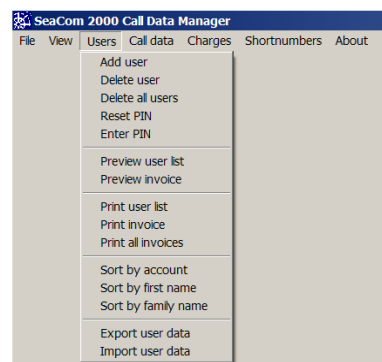 SeaCom 2000 Call Data Manager
File View Users Call data Charges Shortnumbers About
Add user
Delete user
Delete all users
Reset PIN
Enter PIN
Preview user list
Preview invoice
Print user list
Print invoice
Print all invoices
Sort by account
Sort by first name
Sort by family name
Export user data
Import user data